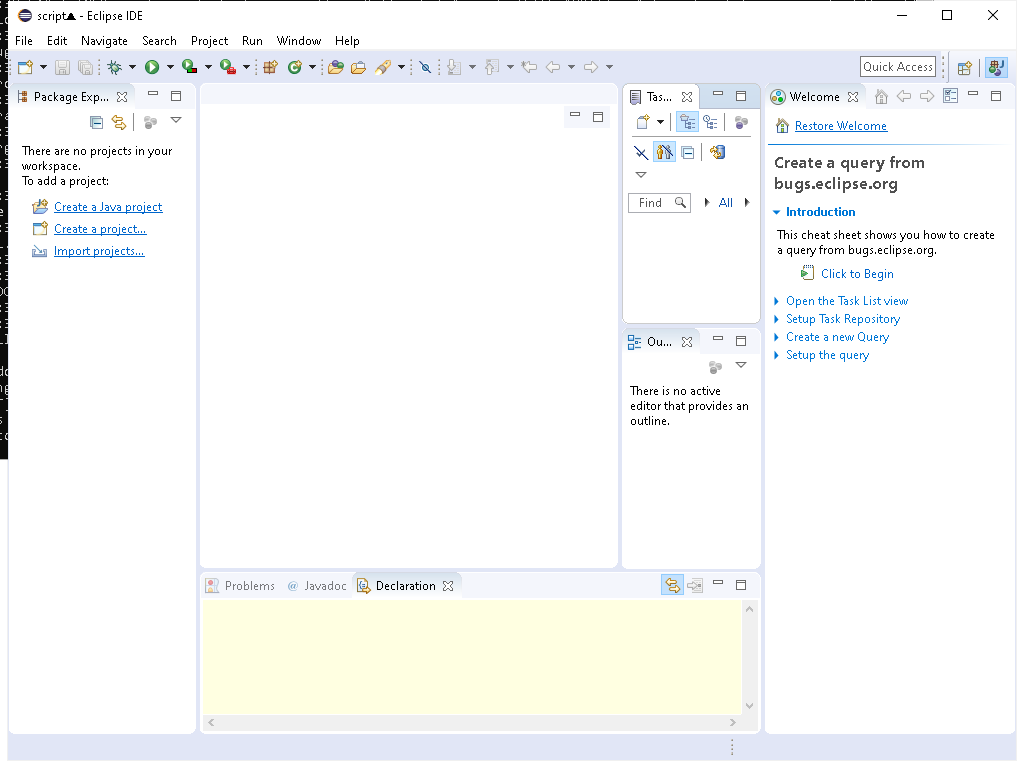 script▲ - Eclipse IDE
File Edit Navigate Search Project Run Window Help
Quick Access
Package Exp...
There are no projects in your
workspace.
To add a project:
Create a Java project
Create a project...
Import projects...
Tas...
Find
All
Ou...
There is no active
editor that provides an
outline.
Problems @ Javadoc Declaration
Welcome
Restore Welcome
Create a query from
bugs.eclipse.org
Introduction
This cheat sheet shows you how to create
a query from bugs.eclipse.org.
Click to Begin
Open the Task List view
Setup Task Repository
Create a new Query
Setup the query